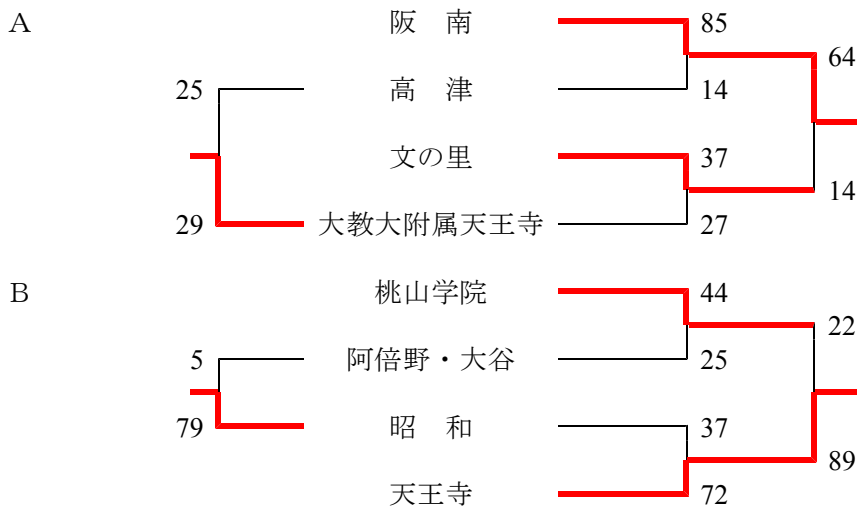 A 阪 南 85
64
25 高 津 14
文の里 37
14
29 大教大附属天王寺 27
B 桃山学院 44
22
5 阿倍野・大谷 25
79 昭 和 37
89
天王寺 72